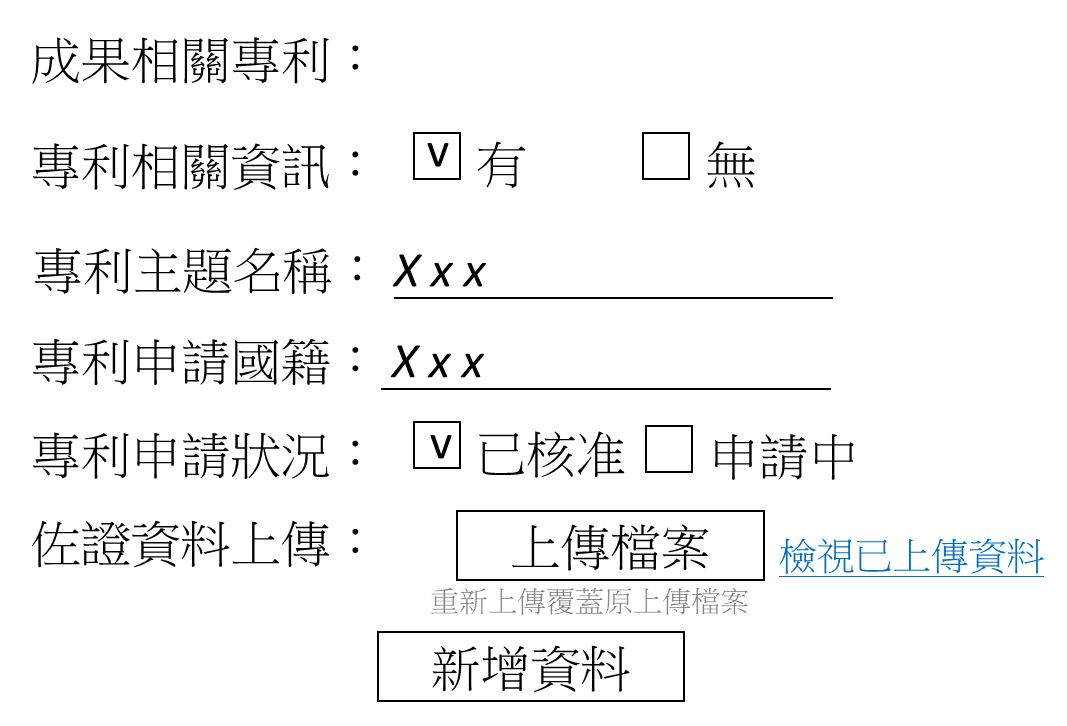 成果相關專利：
專利相關資訊： v 有 無
專利主題名稱： X x x
專利申請國籍： X x x
專利申請狀況： v 已核准 申請中
佐證資料上傳： 上傳檔案 檢視已上傳資料
重新上傳覆蓋原上傳檔案
新增資料